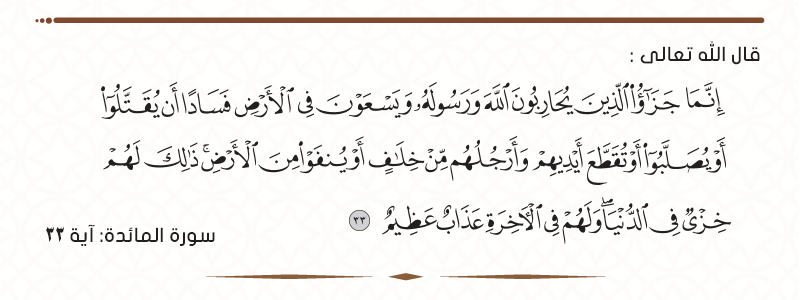 قال الله تعالى :
إِنَّمَا جَزَٰٓؤُا۟ ٱلَّذِينَ يُحَارِبُونَ ٱللَّهَ وَرَسُولَهُۥ وَيَسْعَوْنَ فِى ٱلْأَرْضِ فَسَادًا أَن يُقَتَّلُوٓا۟
أَوْ يُصَلَّبُوٓا۟ أَوْ تُقَطَّعَ أَيْدِيهِمْ وَأَرْجُلُهُم مِّنْ خِلَٰفٍ أَوْ يُنفَوْا۟ مِنَ ٱلْأَرْضِ ۚ ذَٰلِكَ لَهُمْ
خِزْىٌ فِى ٱلدُّنْيَا ۖ وَلَهُمْ فِى ٱلْءَاخِرَةِ عَذَابٌ عَظِيمٌ ٣٣
سورة المائدة: آية ٣٣